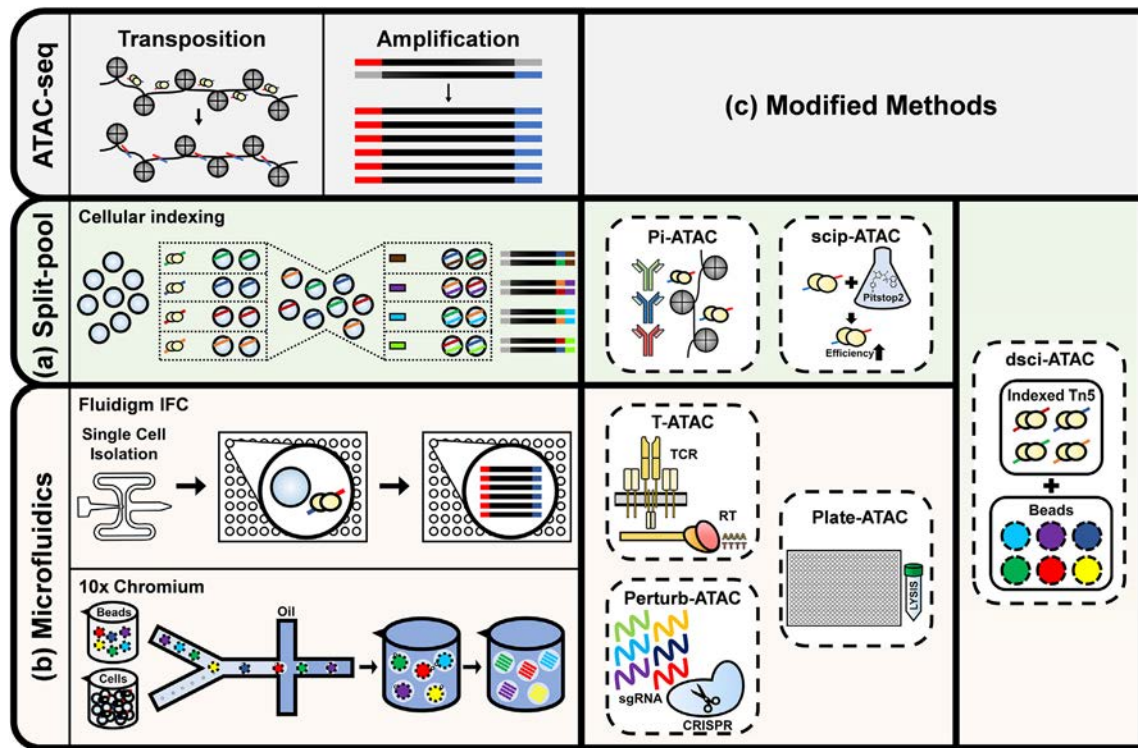 ATAC-seq
Transposition
Amplification
(c) Modified Methods
(a) Split-pool
Cellular indexing
Pi-ATAC
scip-ATAC
Pitstop2
Efficiency
dsci-ATAC
Indexed Tn5
+
Beads
(b) Microfluidics
Fluidigm IFC
Single Cell
Isolation
T-ATAC
TCR
RT
AAAA
TTTT
Plate-ATAC
LYSIS
10x Chromium
Beads
Cells
Oil
Perturb-ATAC
sgRNA
CRISPR